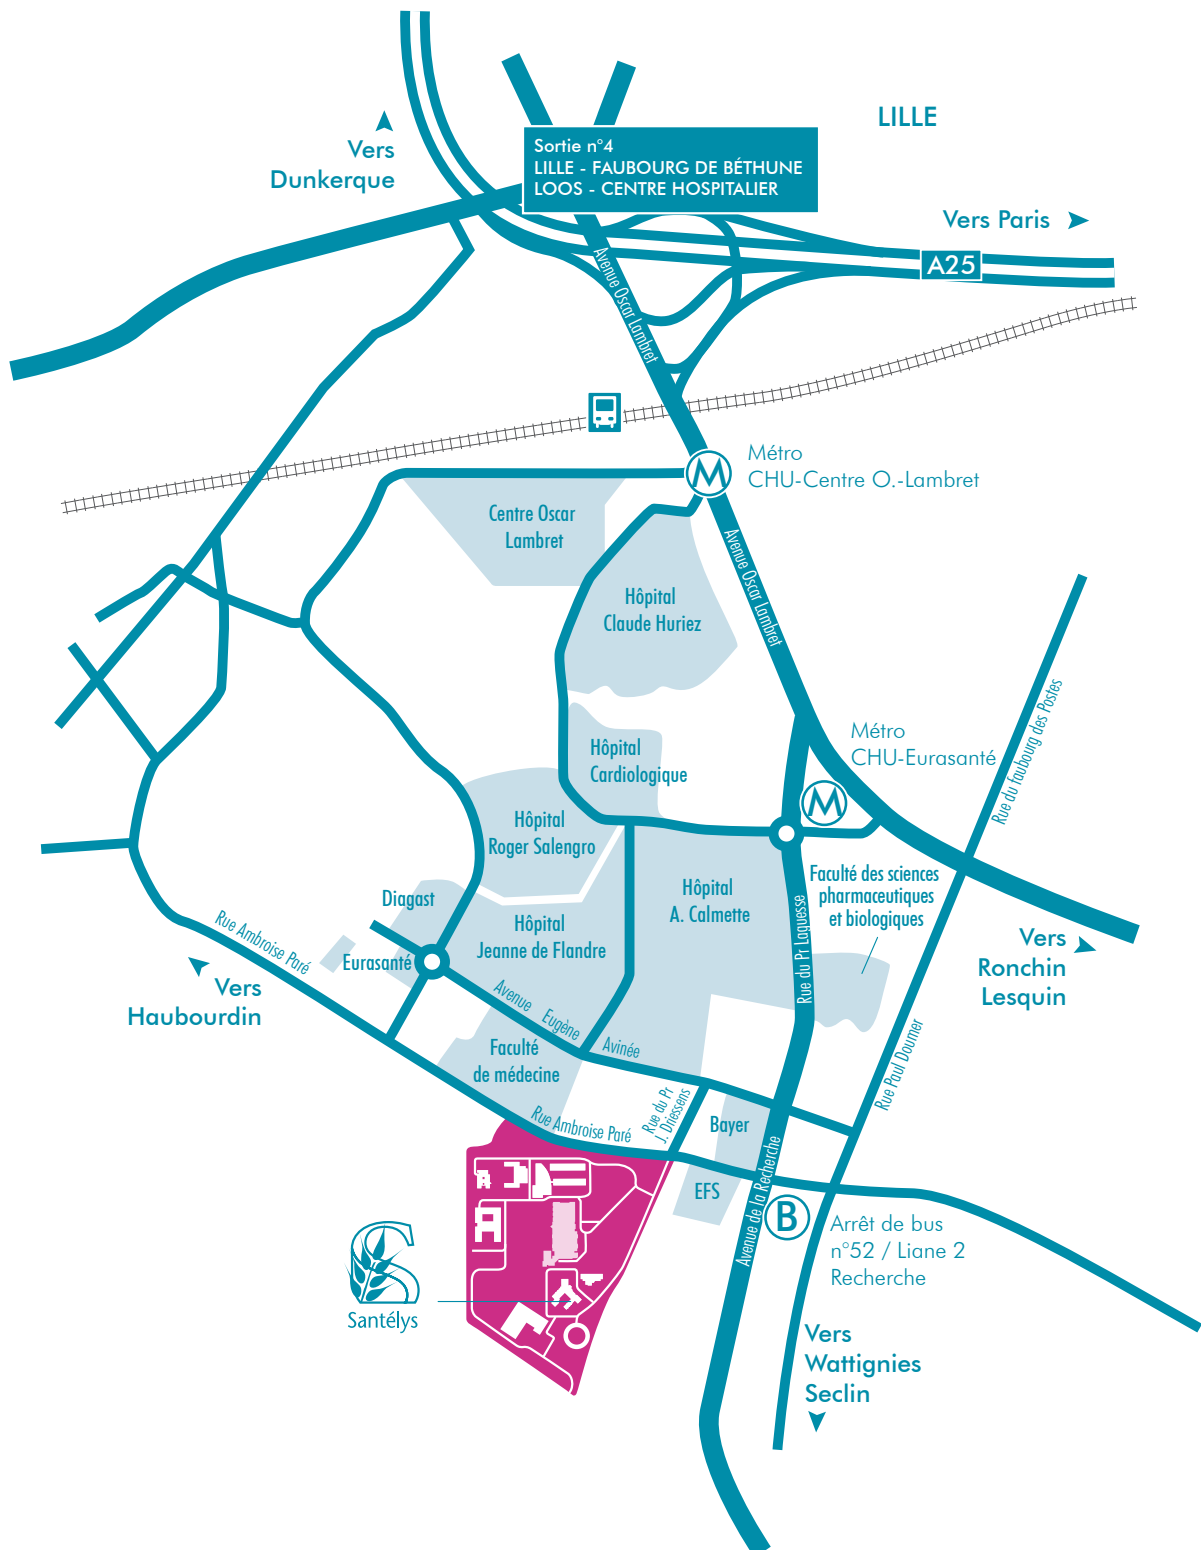 LILLE
Vers
Dunkerque
Sortie n°4
LILLE - FAUBOURG DE BÉTHUNE
LOOS - CENTRE HOSPITALIER
Vers Paris
A25
Avenue Oscar Lambret
M
Métro
CHU-Centre O.-Lambret
Centre Oscar
Lambret
Avenue Oscar Lambret
Hôpital
Claude Huriez
Rue du faubourg des Postes
Métro
CHU-Eurasanté
M
Hôpital
Cardiologique
Hôpital
Roger Salengro
Faculté des sciences
pharmaceutiques
et biologiques
Hôpital
A. Calmette
Diagast
Rue du Pr Laguesse
Hôpital
Jeanne de Flandre
Rue Ambroise Paré
Eurasanté
Vers
Ronchin
Lesquin
Vers
Haubourdin
Avenue Eugène Avinée
Faculté
de médecine
Rue Paul Doumer
Rue du Pr
J. Driessens
Rue Ambroise Paré
Bayer
Avenue de la Recherche
EFS
B
Arrêt de bus
n°52 / Liane 2
Recherche
S
Santélys
Vers
Wattignies
Seclin